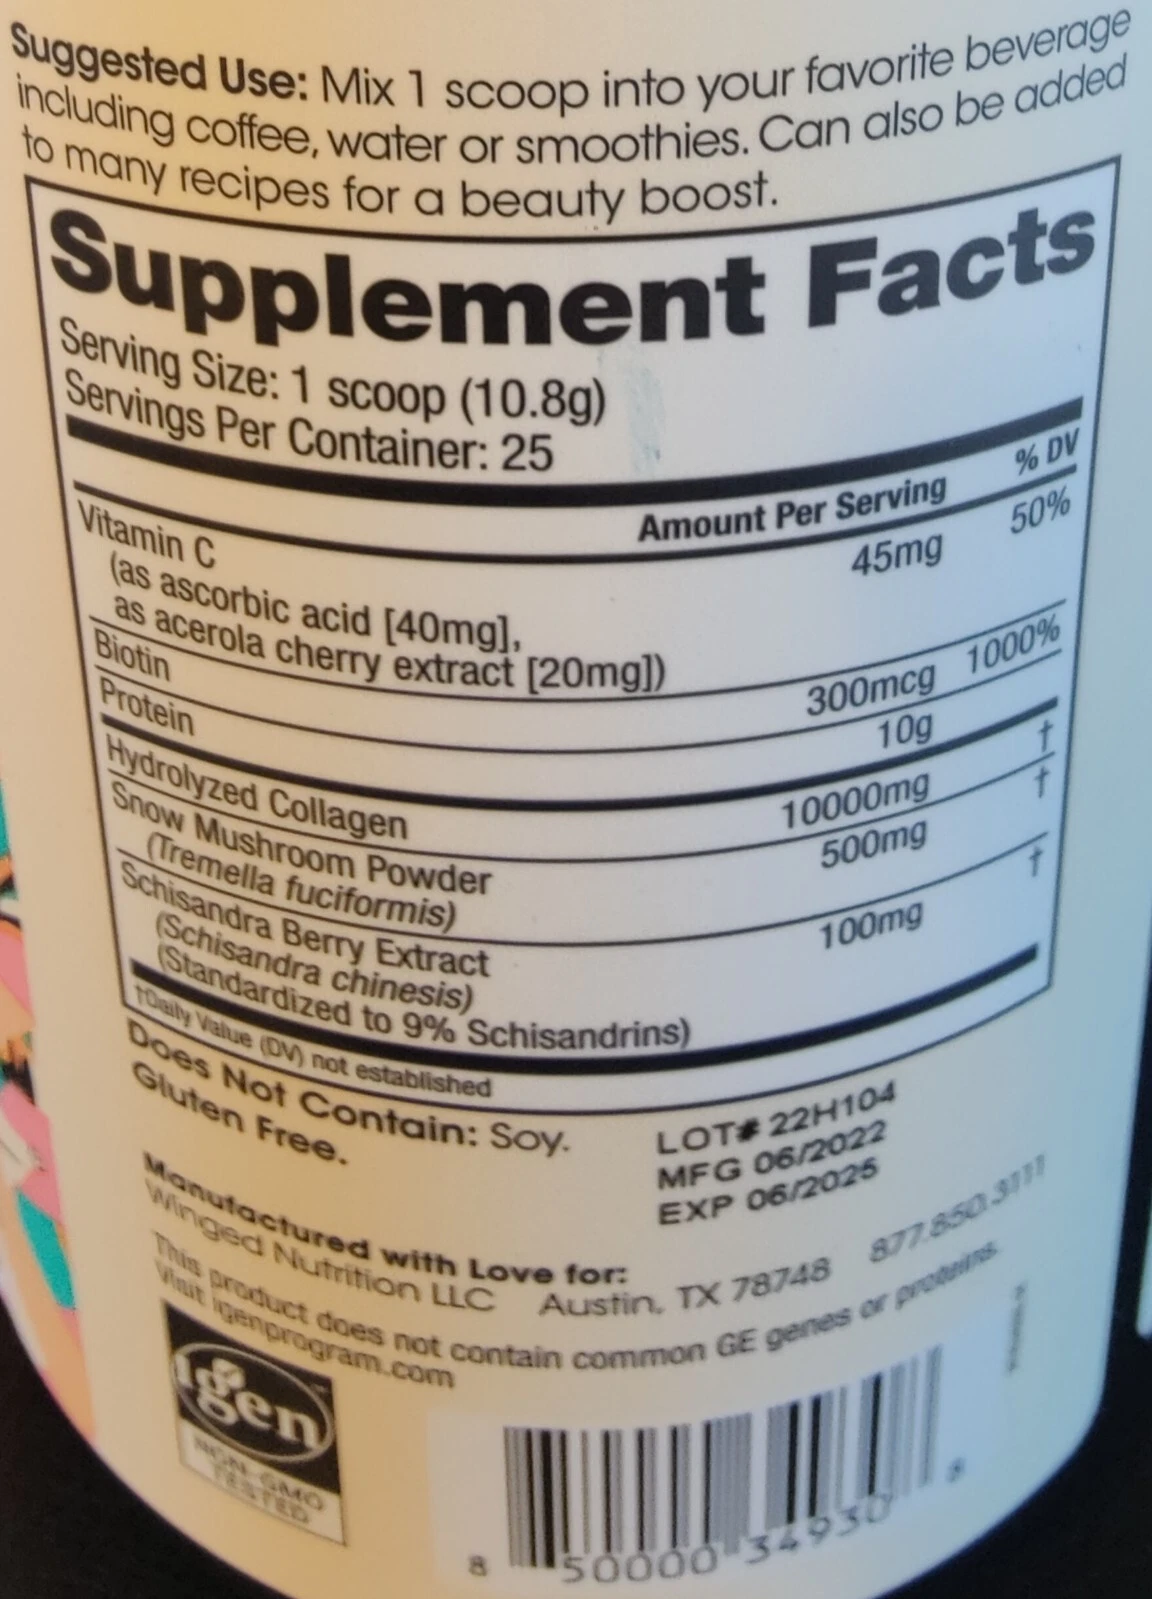 Suggested Use: Mix 1 scoop into your favorite beverage
including coffee, water or smoothies. Can also be added
to many recipes for a beauty boost.
Supplement Facts
Serving Size: 1 scoop (10.8g)
Servings Per Container: 25
Amount Per Serving % DV
Vitamin C 45mg 50%
(as ascorbic acid [40mg],
as acerola cherry extract [20mg])
Biotin 300mcg 1000%
Protein 10g
Hydrolyzed Collagen 10000mg †
Snow Mushroom Powder 500mg †
(Tremella fuciformis)
Schisandra Berry Extract 100mg †
(Schisandra chinesis)
(Standardized to 9% Schisandrins)
†Daily Value (DV) not established
Does Not Contain: Soy.
Gluten Free.
LOT# 22H104
MFG 06/2022
EXP 06/2025
Manufactured with Love for:
Winged Nutrition LLC Austin, TX 78748 877.850.3111
This product does not contain common GE genes or proteins.
Visit igenprogram.com
igen
NON-GMO
TESTED
8 50000 34930 8